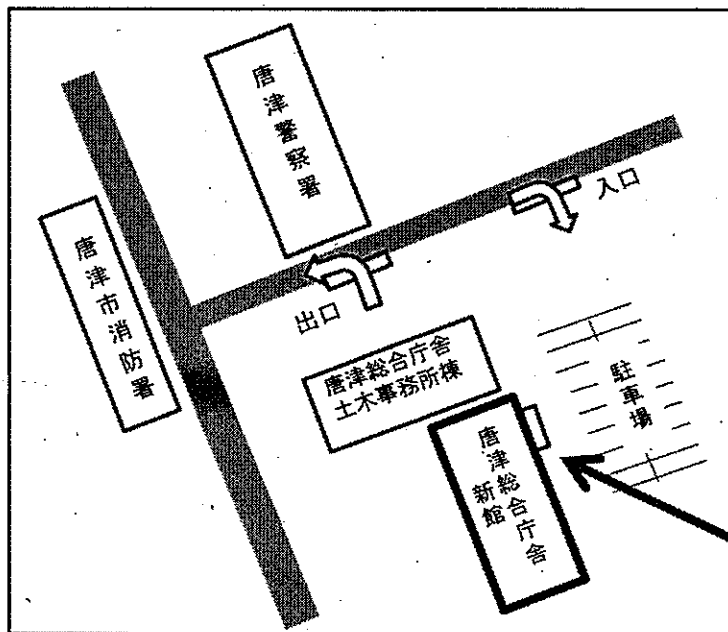 唐津警察署
入口
唐津市消防署
出口
唐津総合庁舎
土木事務所棟
駐車場
唐津総合庁舎
新館